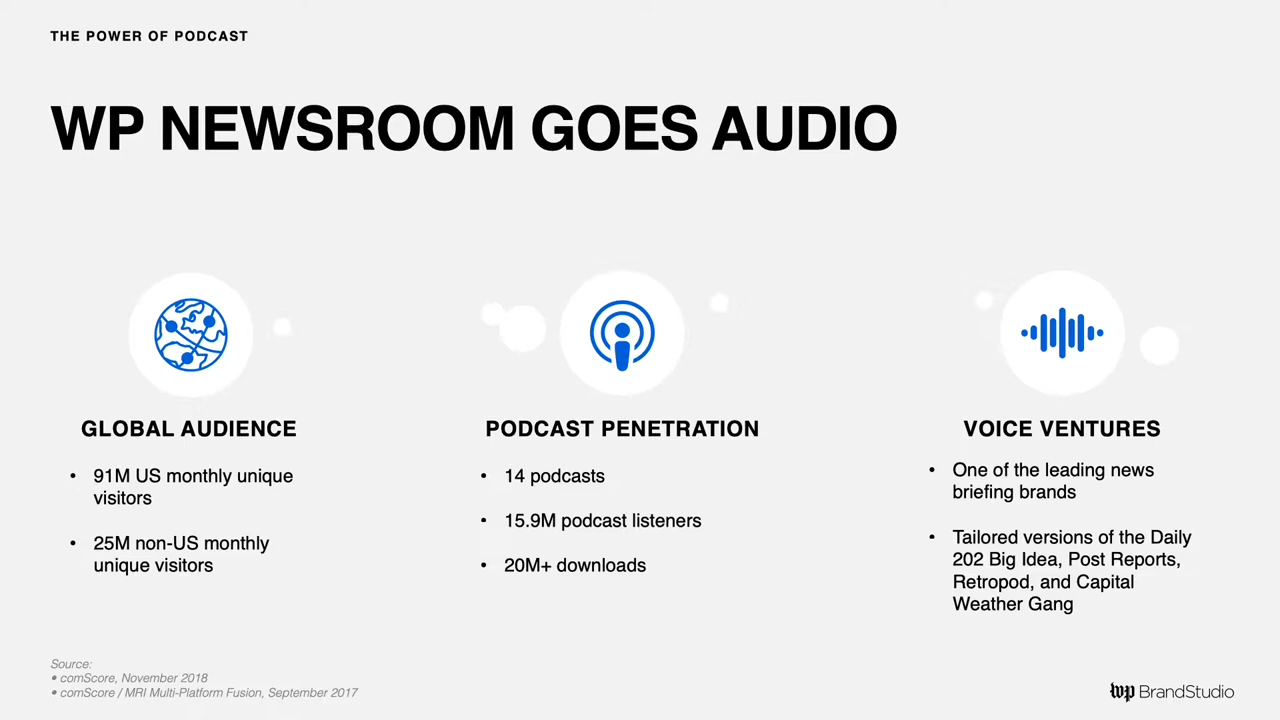 THE POWER OF PODCAST
WP NEWSROOM GOES AUDIO
GLOBAL AUDIENCE
• 91M US monthly unique
visitors
• 25M non-US monthly
unique visitors
PODCAST PENETRATION
• 14 podcasts
• 15.9M podcast listeners
• 20M+ downloads
VOICE VENTURES
• One of the leading news
briefing brands
• Tailored versions of the Daily
202 Big Idea, Post Reports,
Retropod, and Capital
Weather Gang
Source:
• comScore, November 2018
• comScore / MRI Multi-Platform Fusion, September 2017
wp BrandStudio